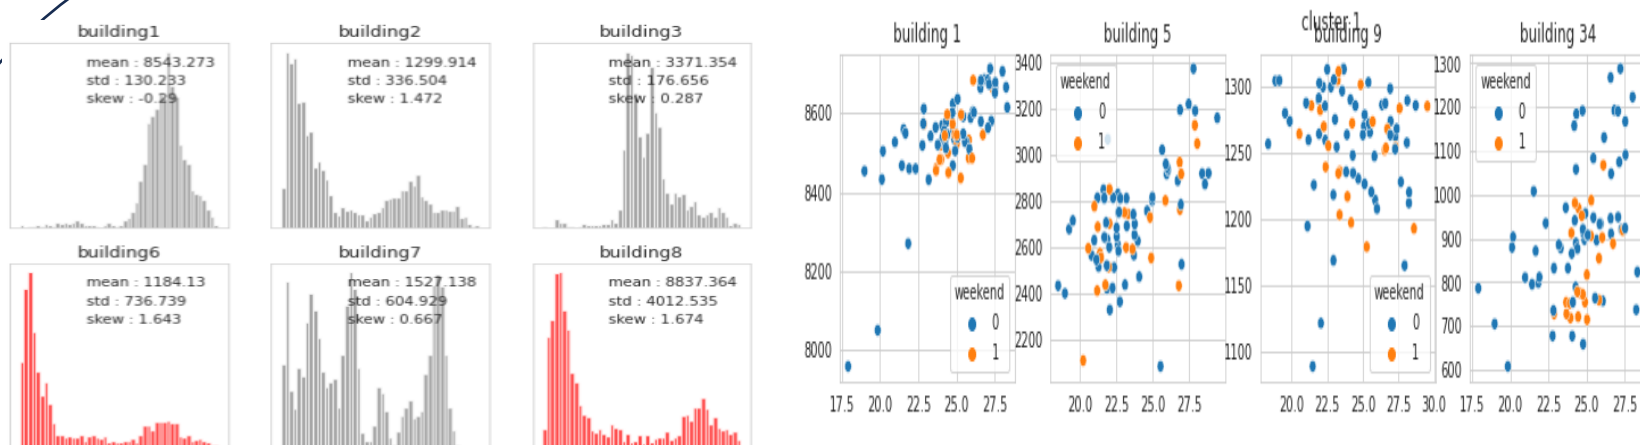 building1
mean : 8543.273
std : 130.233
skew : -0.29
building2
mean : 1299.914
std : 336.504
skew : 1.472
building3
mean : 3371.354
std : 176.656
skew : 0.287
building6
mean : 1184.13
std : 736.739
skew : 1.643
building7
mean : 1527.138
std : 604.929
skew : 0.667
building8
mean : 8837.364
std : 4012.535
skew : 1.674
cluster 1
building 1
8600
8400
8200
8000
weekend
0
1
17.5 20.0 22.5 25.0 27.5
building 5
3400
3200
3000
2800
2600
2400
2200
weekend
0
1
20.0 22.5 25.0 27.5
building 9
1300
1250
1200
1150
1100
weekend
0
1
20.0 22.5 25.0 27.5 30.0
building 34
1300
1200
1100
1000
900
800
700
600
weekend
0
1
17.5 20.0 22.5 25.0 27.5